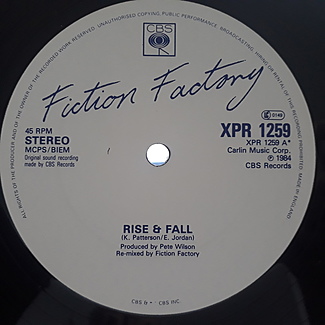 ALL RIGHTS OF THE PRODUCER AND OF THE OWNER OF THE RECORDED WORK RESERVED. UNAUTHORISED COPYING, PUBLIC PERFORMANCE, BROADCASTING, HIRING OR RENTAL OF THIS RECORDING PROHIBITED. MADE IN ENGLAND
CBS
Fiction Factory
45 RPM
STEREO
MCPS/BIEM
Original sound recording
made by CBS Records
0149
XPR 1259
XPR 1259 A*
Carlin Music Corp.
℗ 1984
CBS Records
RISE & FALL
(K. Patterson/E. Jordan)
Produced by Pete Wilson
Re-mixed by Fiction Factory
CBS & * CBS INC.